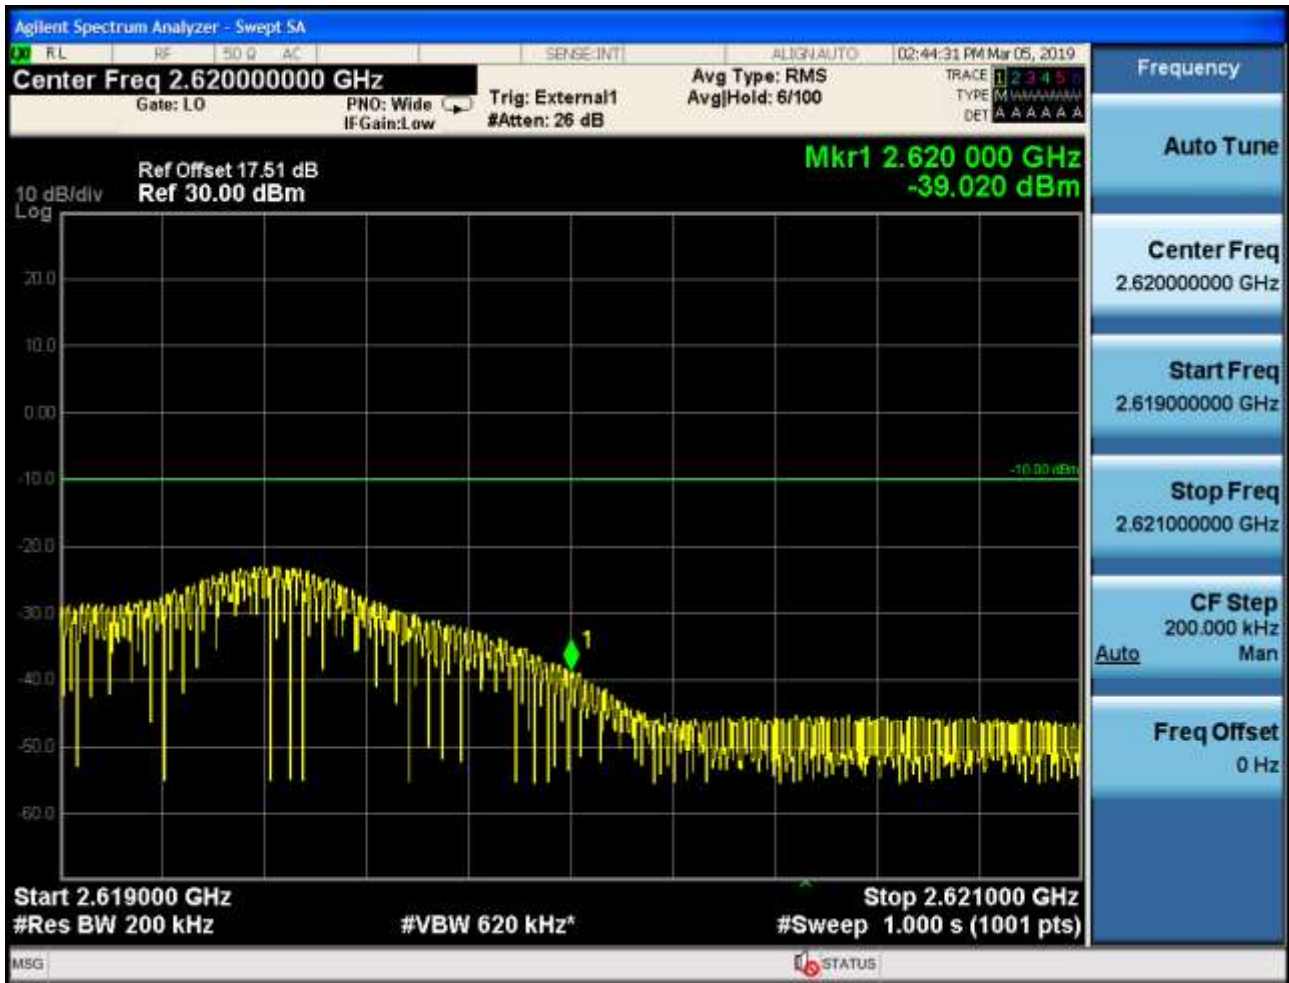 Agilent Spectrum Analyzer - Swept SA
RL RF 50 Ω AC SENSE:INT ALIGN AUTO 02:44:31 PM Mar 05, 2019
Center Freq 2.620000000 GHz
Gate: LO
PNO: Wide
IFGain:Low
Trig: External1
#Atten: 26 dB
Avg Type: RMS
Avg|Hold: 6/100
TRACE 1 2 3 4 5 6
TYPE M
DET A A A A A A
Mkr1 2.620 000 GHz
-39.020 dBm
Ref Offset 17.51 dB
10 dB/div Ref 30.00 dBm
Log
20.0
10.0
0.00
-10.0
-10.00 dBm
-20.0
-30.0
1
-40.0
-50.0
-60.0
Start 2.619000 GHz Stop 2.621000 GHz
#Res BW 200 kHz #VBW 620 kHz* #Sweep 1.000 s (1001 pts)
MSG STATUS
Frequency
Auto Tune
Center Freq
2.620000000 GHz
Start Freq
2.619000000 GHz
Stop Freq
2.621000000 GHz
CF Step
200.000 kHz
Auto Man
Freq Offset
0 Hz